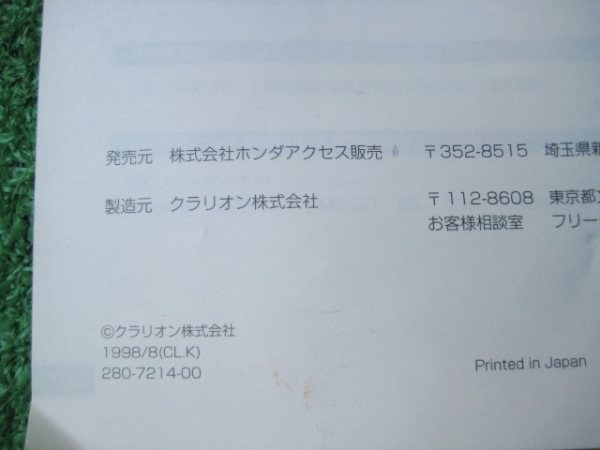 発売元 株式会社ホンダアクセス販売 〒352-8515 埼玉県新
製造元 クラリオン株式会社 〒112-8608 東京都文
お客様相談室 フリー
©クラリオン株式会社
1998/8(CL.K)
280-7214-00
Printed in Japan